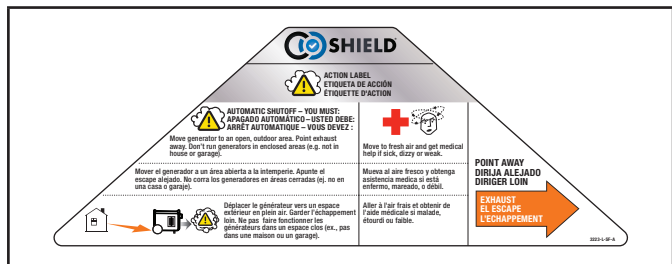 CO SHIELD®
ACTION LABEL
ETIQUETA DE ACCIÓN
ÉTIQUETTE D'ACTION
AUTOMATIC SHUTOFF – YOU MUST:
APAGADO AUTOMÁTICO – USTED DEBE:
ARRÊT AUTOMATIQUE – VOUS DEVEZ :
Move generator to an open, outdoor area. Point exhaust
away. Don't run generators in enclosed areas (e.g. not in
house or garage).
Move to fresh air and get medical
help if sick, dizzy or weak.
Mover el generador a un área abierta a la intemperie. Apunte el
escape alejado. No corra los generadores en áreas cerradas (ej. no en
una casa o garaje).
Mueva al aire fresco y obtenga
asistencia medica si está
enfermo, mareado, o débil.
Déplacer le générateur vers un espace
extérieur en plein air. Garder l'échappement
loin. Ne pas faire fonctionner les
générateurs dans un espace clos (ex., pas
dans une maison ou un garage).
Aller à l'air frais et obtenir de
l'aide médicale si malade,
étourdi ou faible.
POINT AWAY
DIRIJA ALEJADO
DIRIGER LOIN
EXHAUST
EL ESCAPE
L'ECHAPPEMENT
3223-L-SF-A